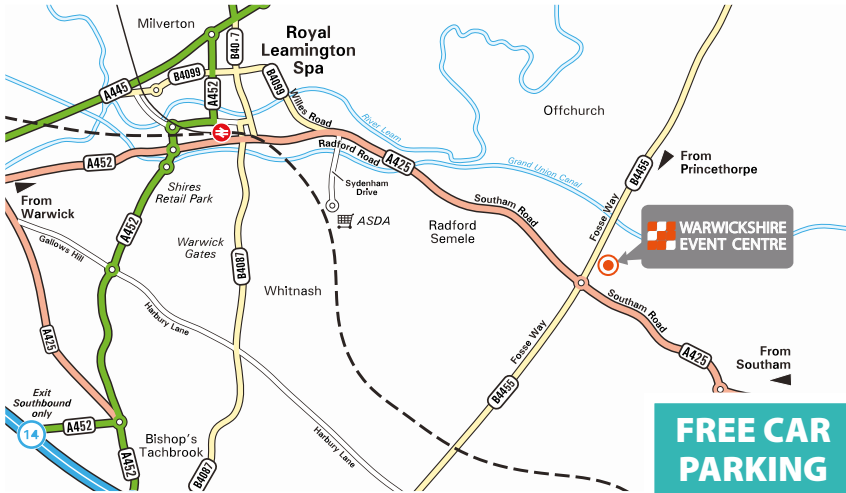 Milverton
B40 7
Royal
Leamington
Spa
A445
B4099
A452
B4099
Willes Road
River Leam
Offchurch
A452
Radford Road
A425
Grand Union Canal
B4455
From
Princethorpe
Shires
Retail Park
Sydenham
Drive
ASDA
From
Warwick
Southam Road
Fosse Way
WARWICKSHIRE
EVENT CENTRE
Radford
Semele
A452
Gallows Hill
Warwick
Gates
B4087
Whitnash
Harbury Lane
Southam Road
A425
Fosse Way
A425
From
Southam
B4455
Exit
Southbound
only
14
A452
Bishop's
Tachbrook
A452
B4087
Harbury Lane
FREE CAR
PARKING